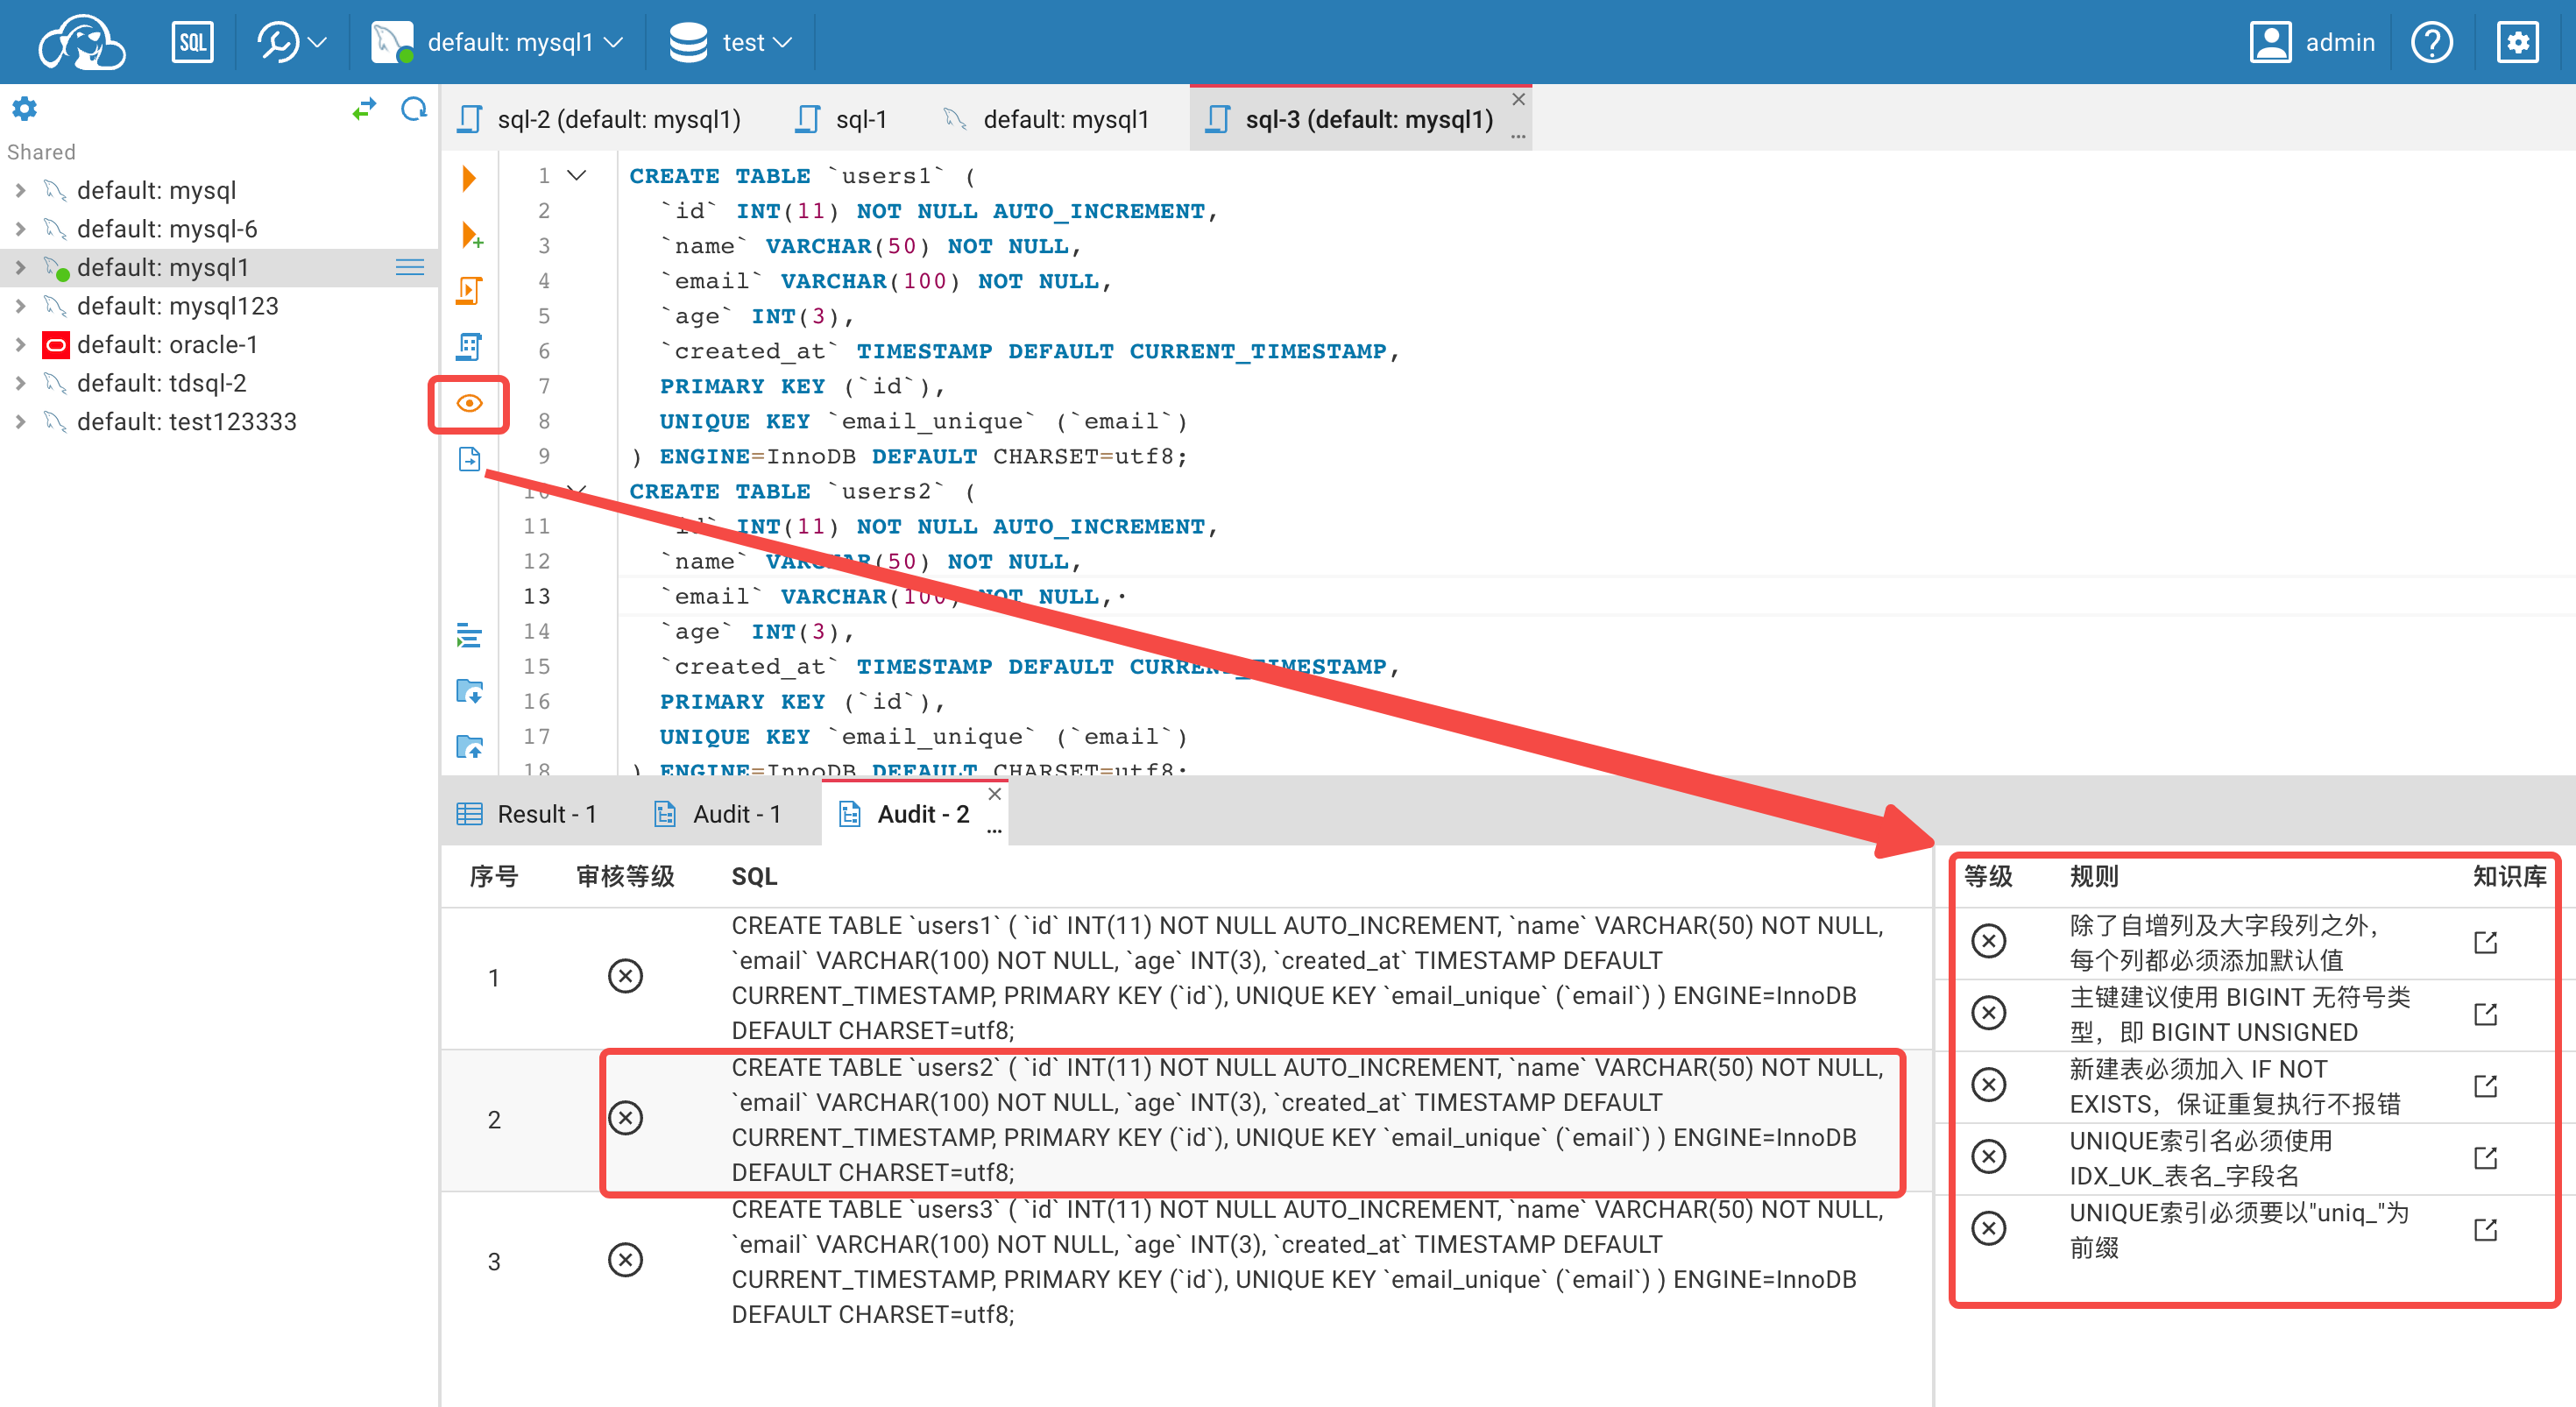 SQL
default: mysql1
test
admin
Shared
default: mysql
default: mysql-6
default: mysql1
default: mysql123
default: oracle-1
default: tdsql-2
default: test123333
sql-2 (default: mysql1)
sql-1
default: mysql1
sql-3 (default: mysql1)
1 CREATE TABLE `users1` (
2 `id` INT(11) NOT NULL AUTO_INCREMENT,
3 `name` VARCHAR(50) NOT NULL,
4 `email` VARCHAR(100) NOT NULL,
5 `age` INT(3),
6 `created_at` TIMESTAMP DEFAULT CURRENT_TIMESTAMP,
7 PRIMARY KEY (`id`),
8 UNIQUE KEY `email_unique` (`email`)
9 ) ENGINE=InnoDB DEFAULT CHARSET=utf8;
10 CREATE TABLE `users2` (
11 `id` INT(11) NOT NULL AUTO_INCREMENT,
12 `name` VARCHAR(50) NOT NULL,
13 `email` VARCHAR(100) NOT NULL,·
14 `age` INT(3),
15 `created_at` TIMESTAMP DEFAULT CURRENT_TIMESTAMP,
16 PRIMARY KEY (`id`),
17 UNIQUE KEY `email_unique` (`email`)
18 ) ENGINE=InnoDB DEFAULT CHARSET=utf8;
Result - 1
Audit - 1
Audit - 2
序号 审核等级 SQL
1
CREATE TABLE `users1` ( `id` INT(11) NOT NULL AUTO_INCREMENT, `name` VARCHAR(50) NOT NULL,
`email` VARCHAR(100) NOT NULL, `age` INT(3), `created_at` TIMESTAMP DEFAULT
CURRENT_TIMESTAMP, PRIMARY KEY (`id`), UNIQUE KEY `email_unique` (`email`) ) ENGINE=InnoDB
DEFAULT CHARSET=utf8;
2
CREATE TABLE `users2` ( `id` INT(11) NOT NULL AUTO_INCREMENT, `name` VARCHAR(50) NOT NULL,
`email` VARCHAR(100) NOT NULL, `age` INT(3), `created_at` TIMESTAMP DEFAULT
CURRENT_TIMESTAMP, PRIMARY KEY (`id`), UNIQUE KEY `email_unique` (`email`) ) ENGINE=InnoDB
DEFAULT CHARSET=utf8;
3
CREATE TABLE `users3` ( `id` INT(11) NOT NULL AUTO_INCREMENT, `name` VARCHAR(50) NOT NULL,
`email` VARCHAR(100) NOT NULL, `age` INT(3), `created_at` TIMESTAMP DEFAULT
CURRENT_TIMESTAMP, PRIMARY KEY (`id`), UNIQUE KEY `email_unique` (`email`) ) ENGINE=InnoDB
DEFAULT CHARSET=utf8;
等级 规则 知识库
除了自增列及大字段列之外，
每个列都必须添加默认值
主键建议使用 BIGINT 无符号类
型，即 BIGINT UNSIGNED
新建表必须加入 IF NOT
EXISTS，保证重复执行不报错
UNIQUE索引名必须使用
IDX_UK_表名_字段名
UNIQUE索引必须要以"uniq_"为
前缀